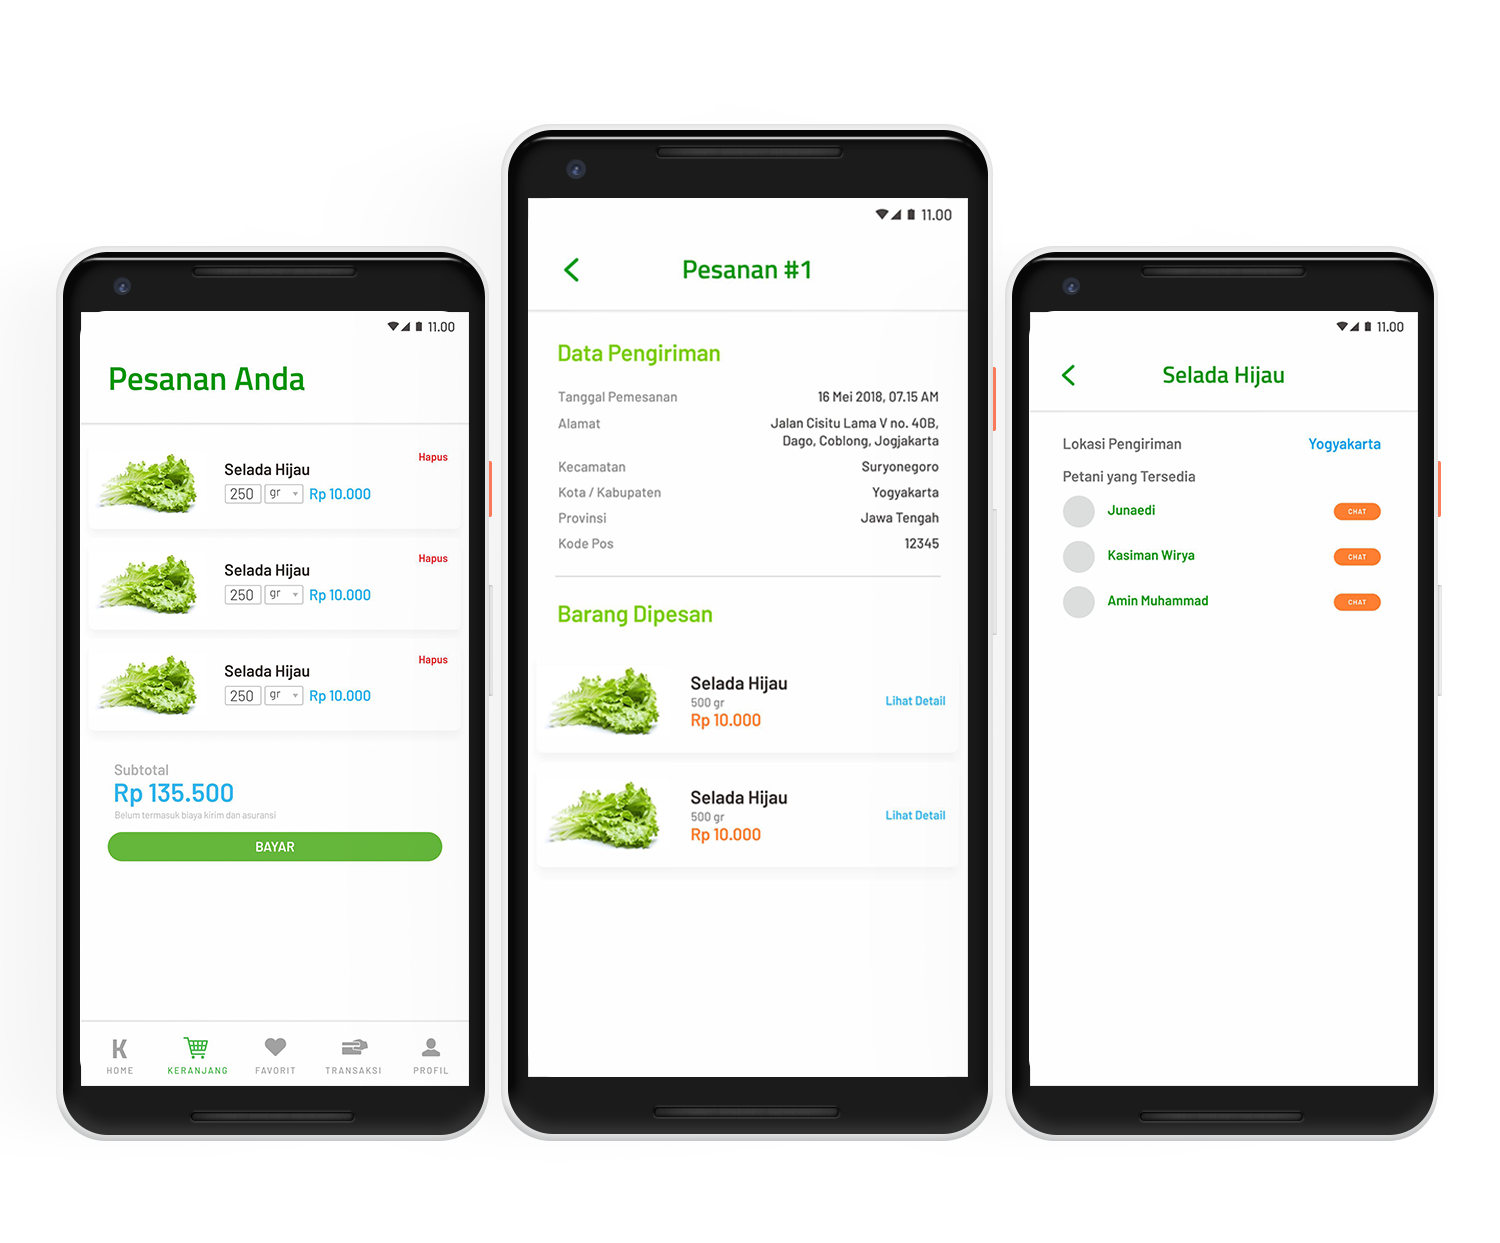 11.00
Pesanan Anda
Selada Hijau
Hapus
250 gr Rp 10.000
Selada Hijau
Hapus
250 gr Rp 10.000
Selada Hijau
Hapus
250 gr Rp 10.000
Subtotal
Rp 135.500
Belum termasuk biaya kirim dan asuransi
BAYAR
K
HOME KERANJANG FAVORIT TRANSAKSI PROFIL
11.00
Pesanan #1
Data Pengiriman
Tanggal Pemesanan 16 Mei 2018, 07.15 AM
Alamat Jalan Cisitu Lama V no. 40B,
Dago, Coblong, Jogjakarta
Kecamatan Suryonegoro
Kota / Kabupaten Yogyakarta
Provinsi Jawa Tengah
Kode Pos 12345
Barang Dipesan
Selada Hijau
500 gr
Lihat Detail
Rp 10.000
Selada Hijau
500 gr
Lihat Detail
Rp 10.000
11.00
Selada Hijau
Lokasi Pengiriman Yogyakarta
Petani yang Tersedia
Junaedi CHAT
Kasiman Wirya CHAT
Amin Muhammad CHAT